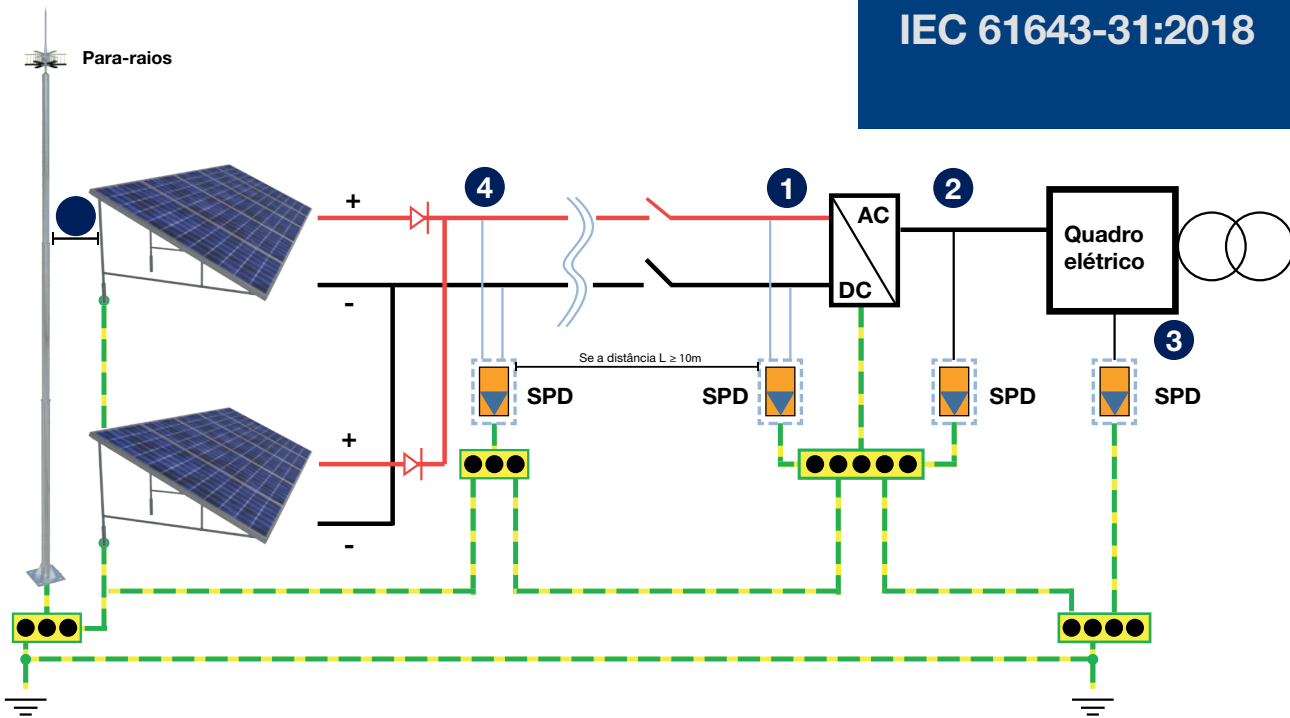 IEC 61643-31:2018
Para-raios
4
1
2
+
AC
Quadro
elétrico
-
DC
3
Se a distância L ≥ 10m
SPD
SPD
SPD
SPD
+
-